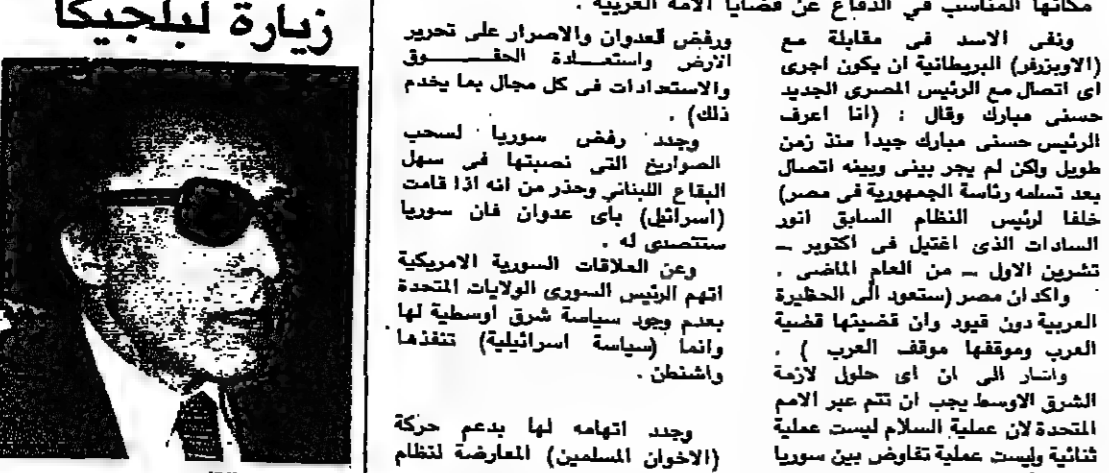 مكانها المناسب في الدفاع عن قضايا الامة العربية .
ونفى الاسد فى مقابلة مع
(الاوبزرفر) البريطانية ان يكون اجرى
اى اتصال مع الرئيس المصرى الجديد
حسنى مبارك وقال : (انا اعرف
الرئيس حسنى مبارك جيدا منذ زمن
طويل ولكن لم يجر بينى وبينه اتصال
بعد تسلمه رئاسة الجمهورية فى مصر)
خلفا لرئيس النظام السابق انور
السادات الذى اغتيل فى اكتوبر ــ
تشرين الاول ــ من العام الماضى .
واكد ان مصر (ستعود الى الحظيرة
العربية دون قيود وان قضيتها قضية
العرب وموقفها موقف العرب ) .
واشار الى ان اى حلول لازمة
الشرق الاوسط يجب ان تتم عبر الامم
المتحدة لان عملية السلام ليست عملية
ثنائية وليست عملية تفاوض بين سوريا
ورفض العدوان والاصرار على تحرير
الارض واستعــادة الحقــوق
والاستعدادات فى كل مجال بما يخدم
ذلك) .
وجدد رفض سوريا لسحب
الصواريخ التى نصبتها فى سهل
البقاع اللبنانى وحذر من انه اذا قامت
(اسرائيل) بأى عدوان فان سوريا
ستتصدى له .
وعن العلاقات السورية الامريكية
اتهم الرئيس السورى الولايات المتحدة
بعدم وجود سياسة شرق اوسطية لها
وانما (سياسة اسرائيلية) تنفذها
واشنطن .
وجدد اتهامه لها بدعم حركة
(الاخوان المسلمين) المعارضة لنظام
زيارة لبلجيكا